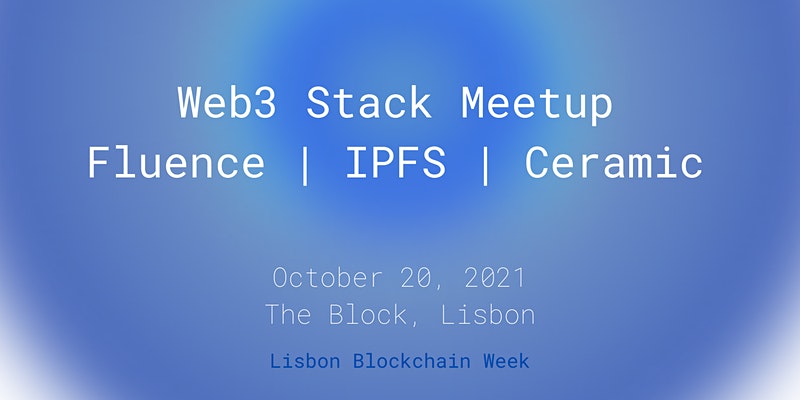 Web3 Stack Meetup
Fluence | IPFS | Ceramic
October 20, 2021
The Block, Lisbon
Lisbon Blockchain Week